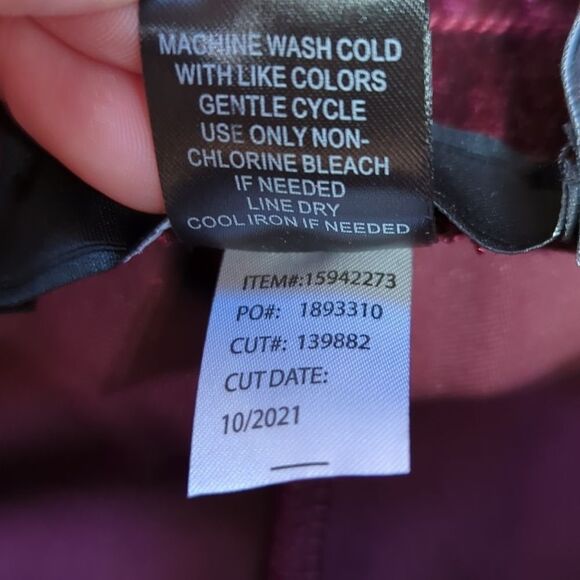 MACHINE WASH COLD
WITH LIKE COLORS
GENTLE CYCLE
USE ONLY NON-
CHLORINE BLEACH
IF NEEDED
LINE DRY
COOL IRON IF NEEDED
ITEM#:15942273
PO#: 1893310
CUT#: 139882
CUT DATE:
10/2021